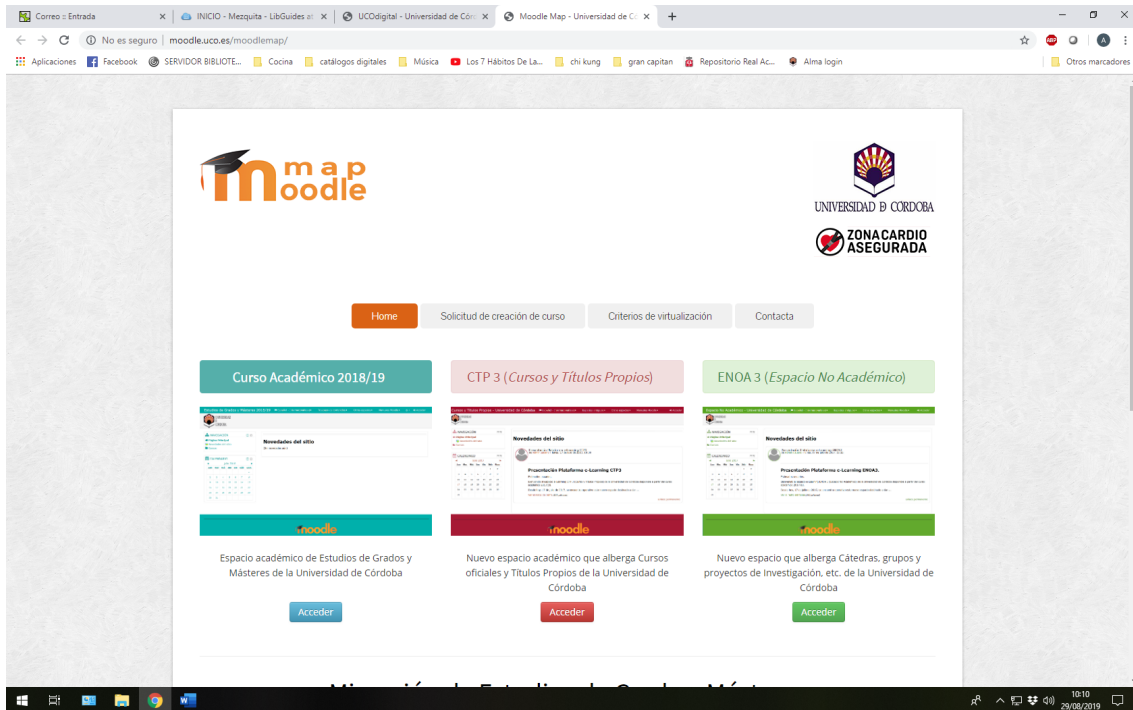 Correo :: Entrada
INICIO - Mezquita - LibGuides at
UCOdigital - Universidad de Córd
Moodle Map - Universidad de Có
No es seguro | moodle.uco.es/moodlemap/
ABP
A
Aplicaciones
Facebook
SERVIDOR BIBLIOTE...
Cocina
catálogos digitales
Música
Los 7 Hábitos De La...
chi kung
gran capitan
Repositorio Real Ac...
Alma login
Otros marcadores
map
moodle
UNIVERSIDAD D CORDOBA
ZONA CARDIO
ASEGURADA
Home
Solicitud de creación de curso
Criterios de virtualización
Contacta
Curso Académico 2018/19
CTP 3 (Cursos y Títulos Propios)
ENOA 3 (Espacio No Académico)
Novedades del sitio
moodle
Novedades del sitio
Presentación Plataforma e-Learning CTP3
moodle
Novedades del sitio
Presentación Plataforma e-Learning ENOA3.
moodle
Espacio académico de Estudios de Grados y
Másteres de la Universidad de Córdoba
Acceder
Nuevo espacio académico que alberga Cursos
oficiales y Títulos Propios de la Universidad de
Córdoba
Acceder
Nuevo espacio que alberga Cátedras, grupos y
proyectos de Investigación, etc. de la Universidad de
Córdoba
Acceder
10:10
29/08/2019